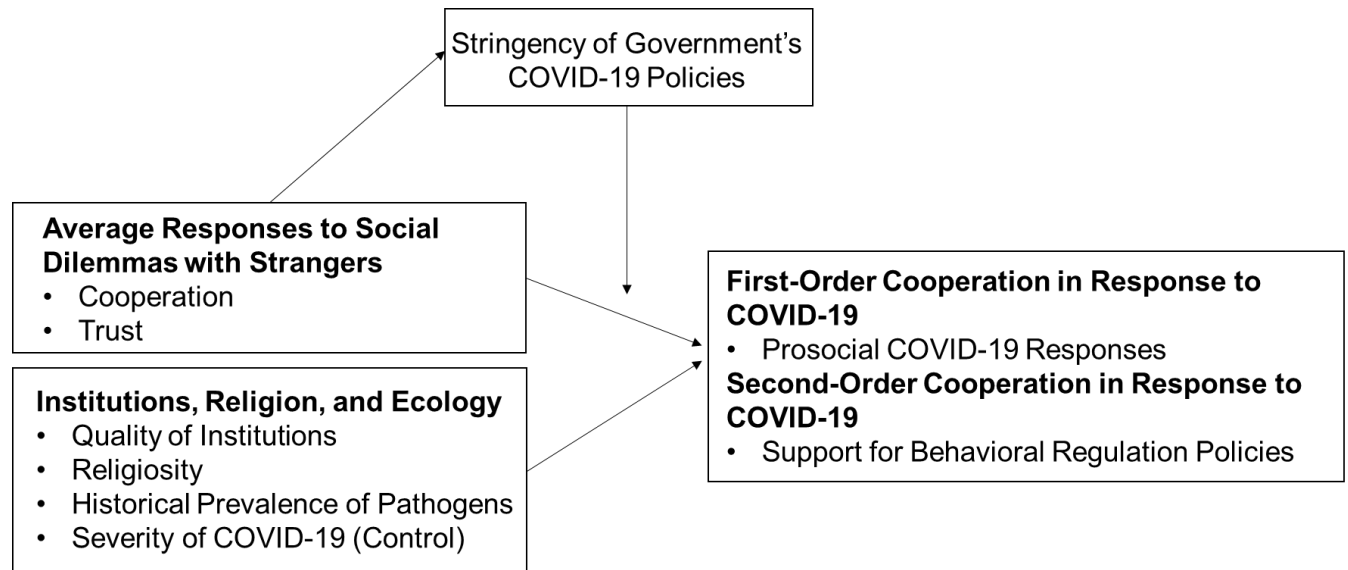 Stringency of Government’s
COVID-19 Policies
Average Responses to Social
Dilemmas with Strangers
• Cooperation
• Trust
Institutions, Religion, and Ecology
• Quality of Institutions
• Religiosity
• Historical Prevalence of Pathogens
• Severity of COVID-19 (Control)
First-Order Cooperation in Response to
COVID-19
• Prosocial COVID-19 Responses
Second-Order Cooperation in Response to
COVID-19
• Support for Behavioral Regulation Policies